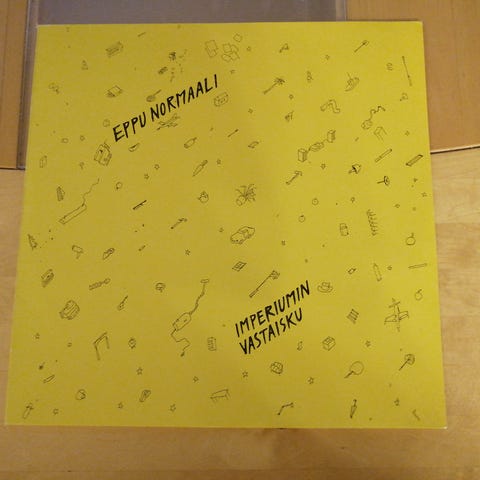 EPPU NORMAALI
IMPERIUMIN
VASTAISKU